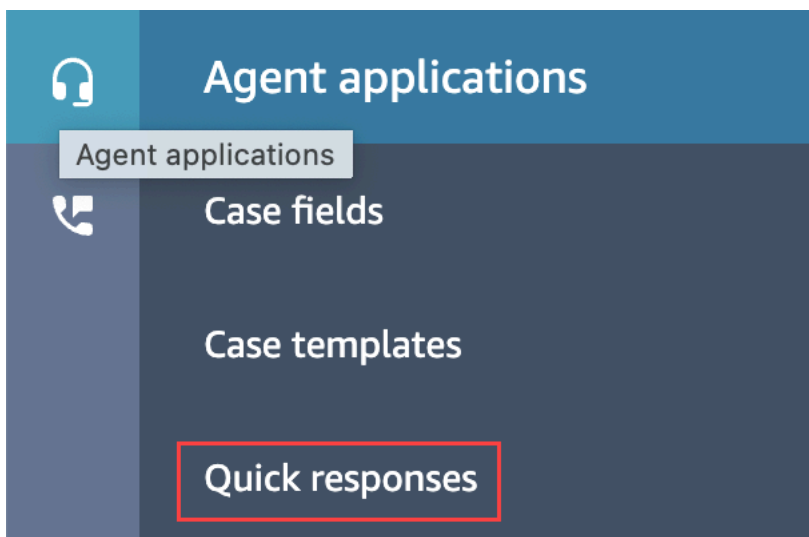 Agent applications
Agent applications
Case fields
Case templates
Quick responses